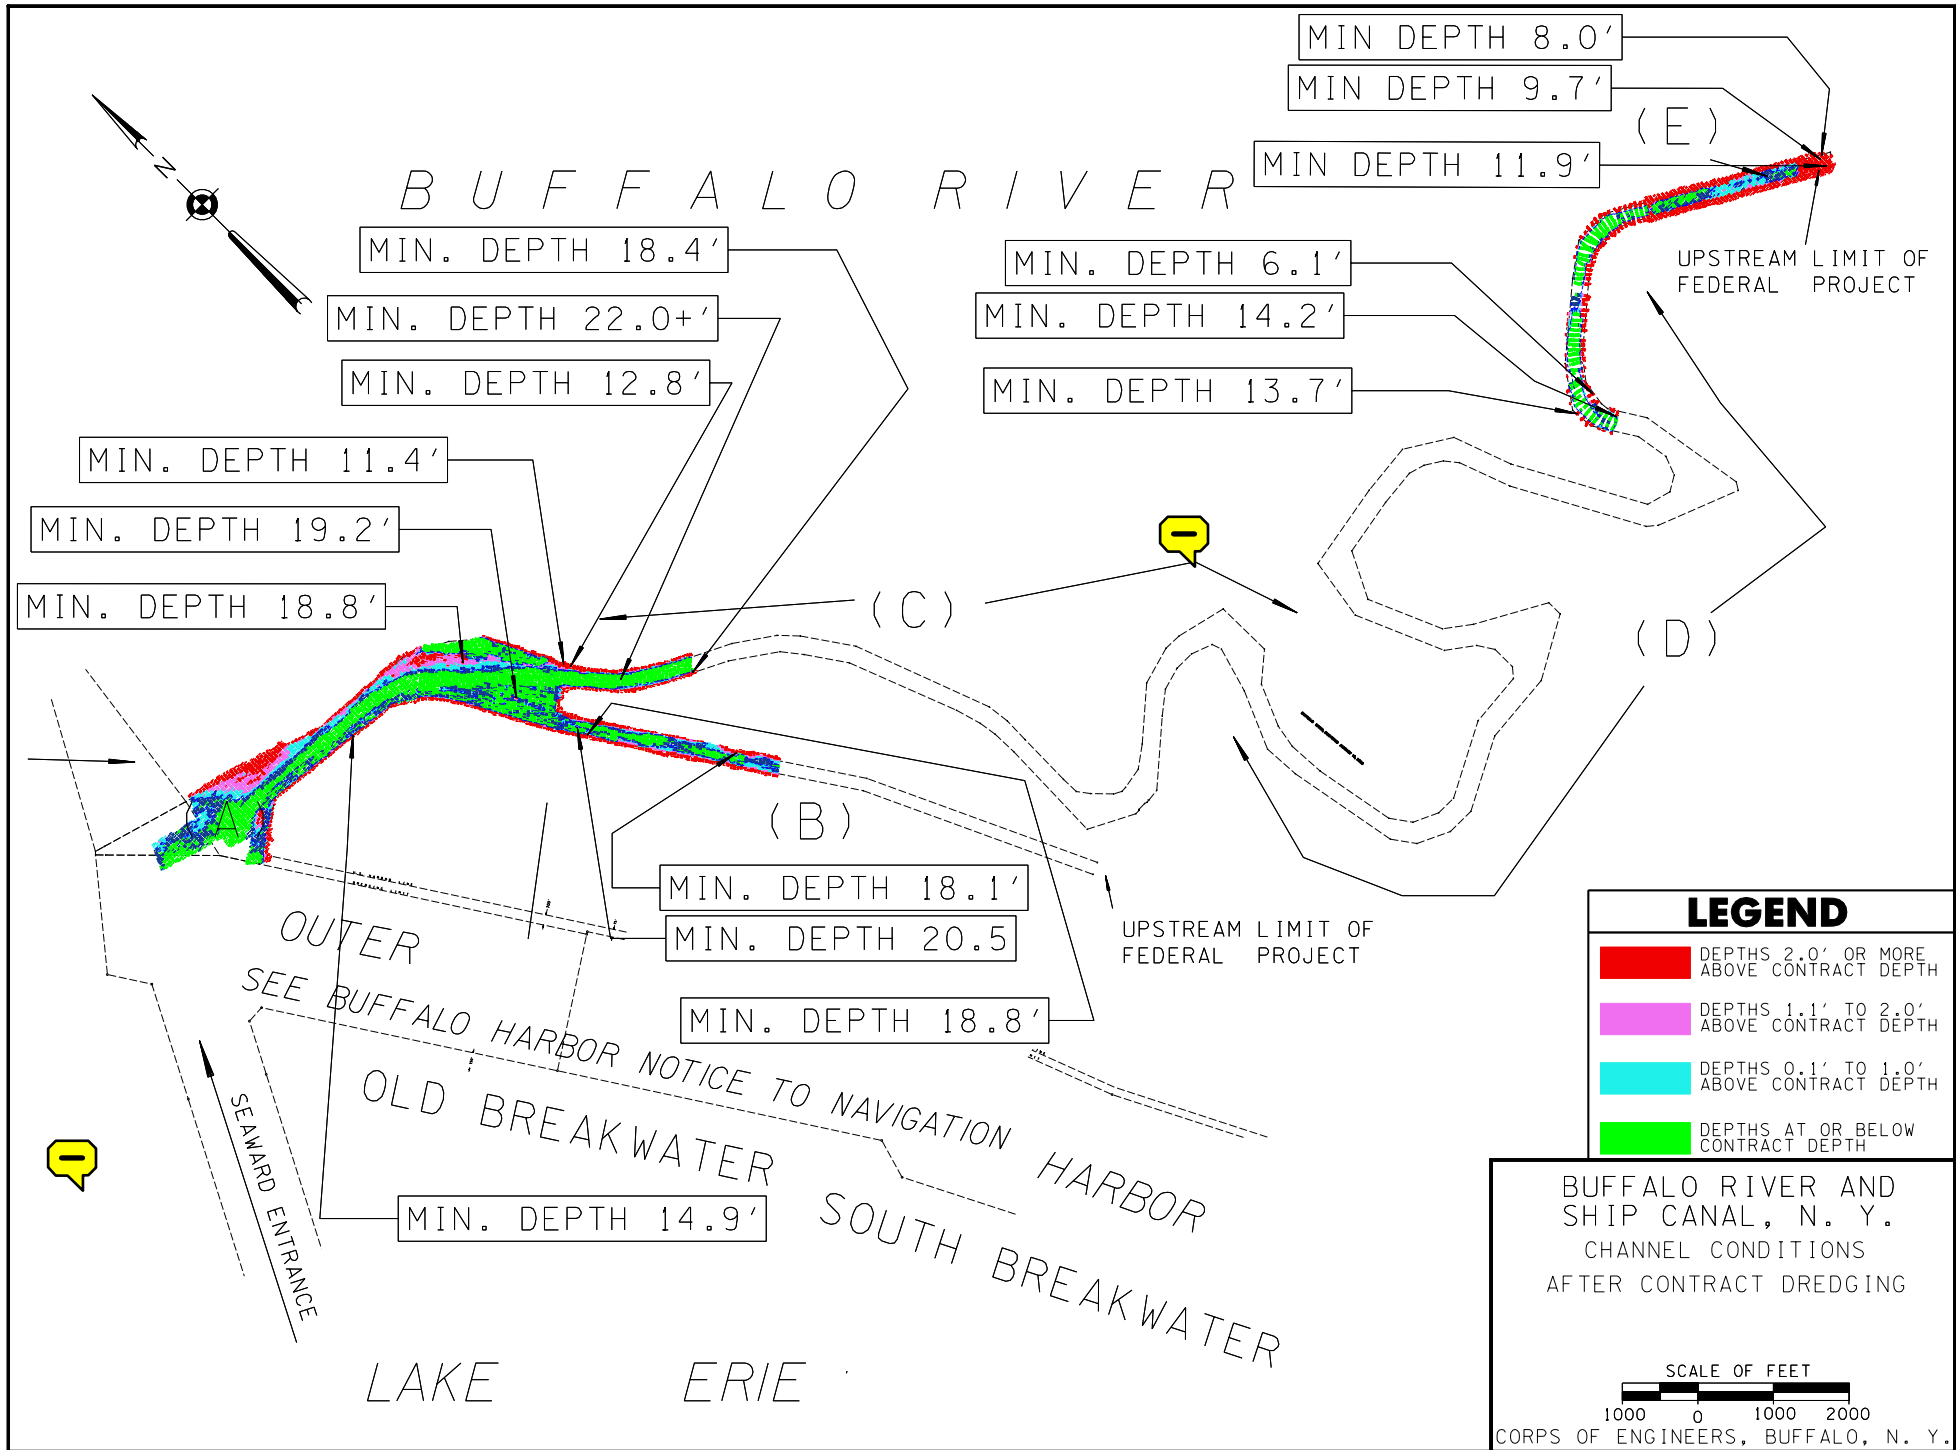 MIN DEPTH 8.0'
MIN DEPTH 9.7'
(E)
MIN DEPTH 11.9'
N
BUFFALO RIVER
MIN. DEPTH 18.4'
MIN. DEPTH 22.0+'
MIN. DEPTH 12.8'
MIN. DEPTH 6.1'
MIN. DEPTH 14.2'
MIN. DEPTH 13.7'
UPSTREAM LIMIT OF
FEDERAL PROJECT
MIN. DEPTH 11.4'
MIN. DEPTH 19.2'
MIN. DEPTH 18.8'
(C)
(D)
A
(B)
MIN. DEPTH 18.1'
MIN. DEPTH 20.5
MIN. DEPTH 18.8'
UPSTREAM LIMIT OF
FEDERAL PROJECT
OUTER
SEE BUFFALO HARBOR NOTICE TO NAVIGATION
OLD BREAKWATER
HARBOR
SOUTH BREAKWATER
SEAWARD ENTRANCE
MIN. DEPTH 14.9'
LAKE ERIE
LEGEND
DEPTHS 2.0' OR MORE
ABOVE CONTRACT DEPTH
DEPTHS 1.1' TO 2.0'
ABOVE CONTRACT DEPTH
DEPTHS 0.1' TO 1.0'
ABOVE CONTRACT DEPTH
DEPTHS AT OR BELOW
CONTRACT DEPTH
BUFFALO RIVER AND
SHIP CANAL, N. Y.
CHANNEL CONDITIONS
AFTER CONTRACT DREDGING
SCALE OF FEET
1000 0 1000 2000
CORPS OF ENGINEERS, BUFFALO, N. Y.